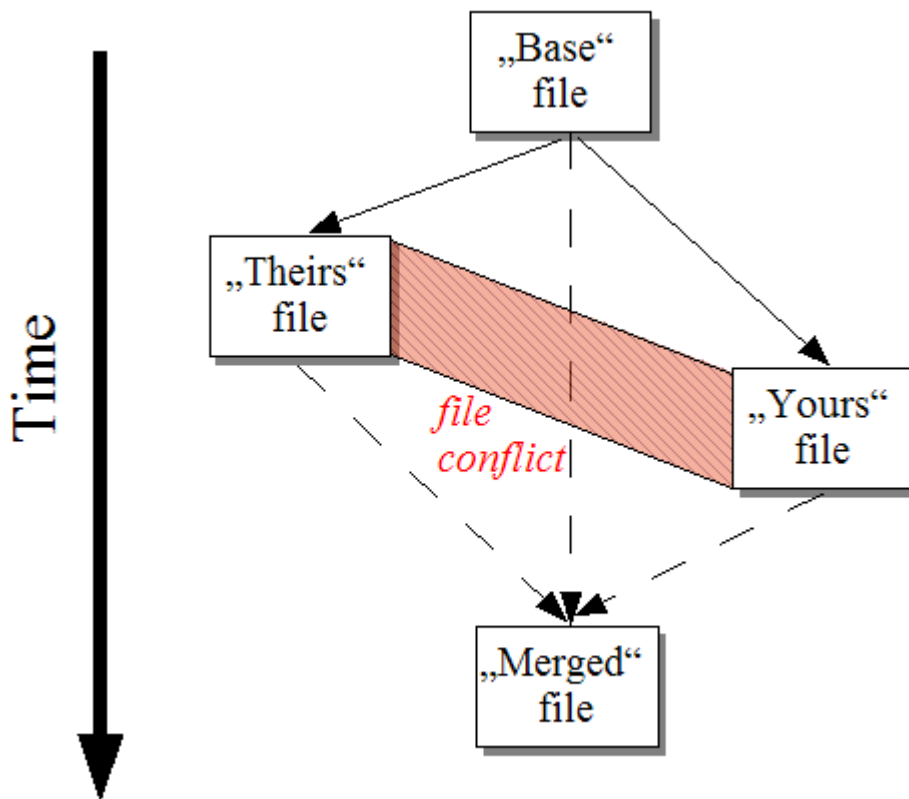 „Base“
file
„Theirs“
file
Time
„Yours“
file
file
conflict
„Merged“
file